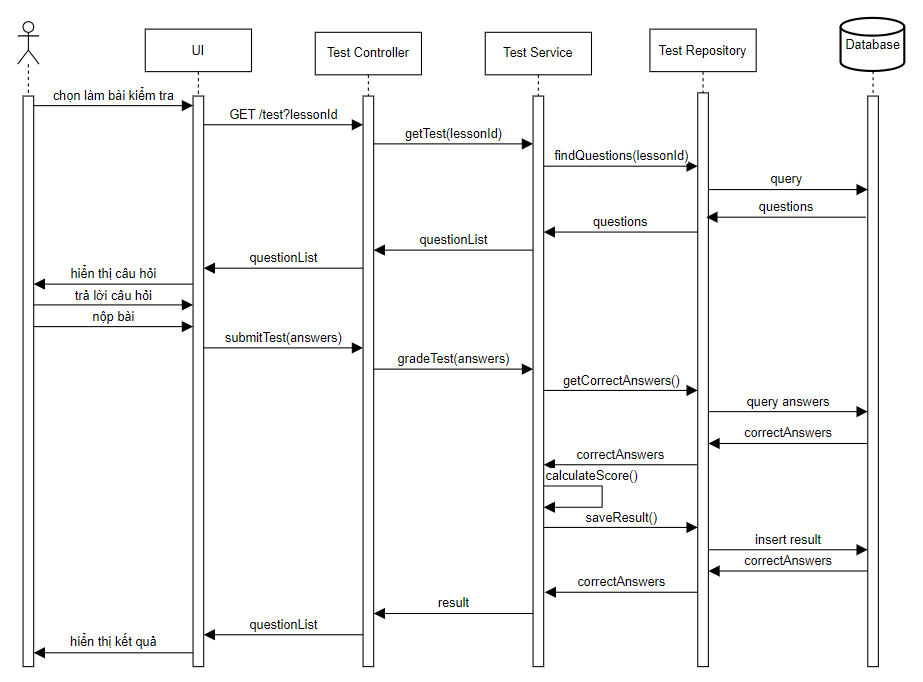 UI
Test Controller
Test Service
Test Repository
Database
chọn làm bài kiểm tra
GET /test?lessonId
getTest(lessonId)
findQuestions(lessonId)
query
questions
questions
questionList
questionList
hiển thị câu hỏi
trả lời câu hỏi
nộp bài
submitTest(answers)
gradeTest(answers)
getCorrectAnswers()
query answers
correctAnswers
correctAnswers
calculateScore()
saveResult()
insert result
correctAnswers
correctAnswers
result
questionList
hiển thị kết quả